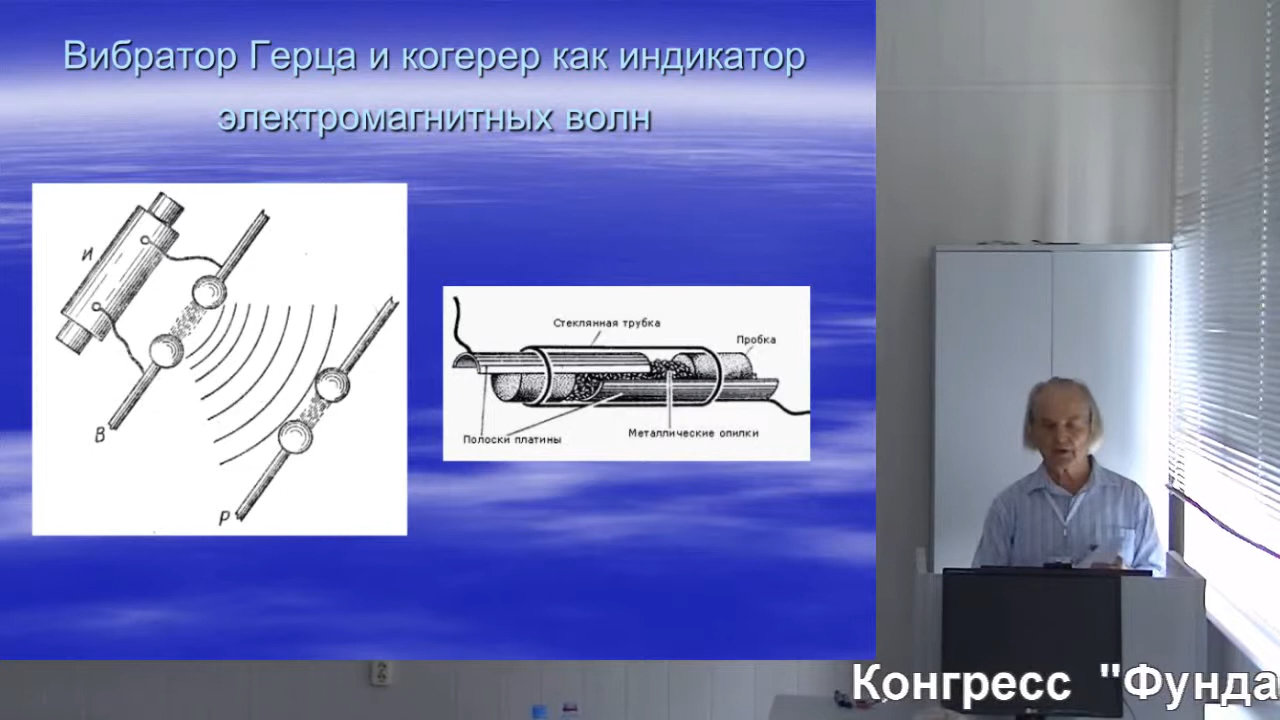 Вибратор Герца и когерер как индикатор
электромагнитных волн
И
В
Р
Стеклянная трубка
Пробка
Полоски платины
Металлические опилки
Конгресс "Фунда